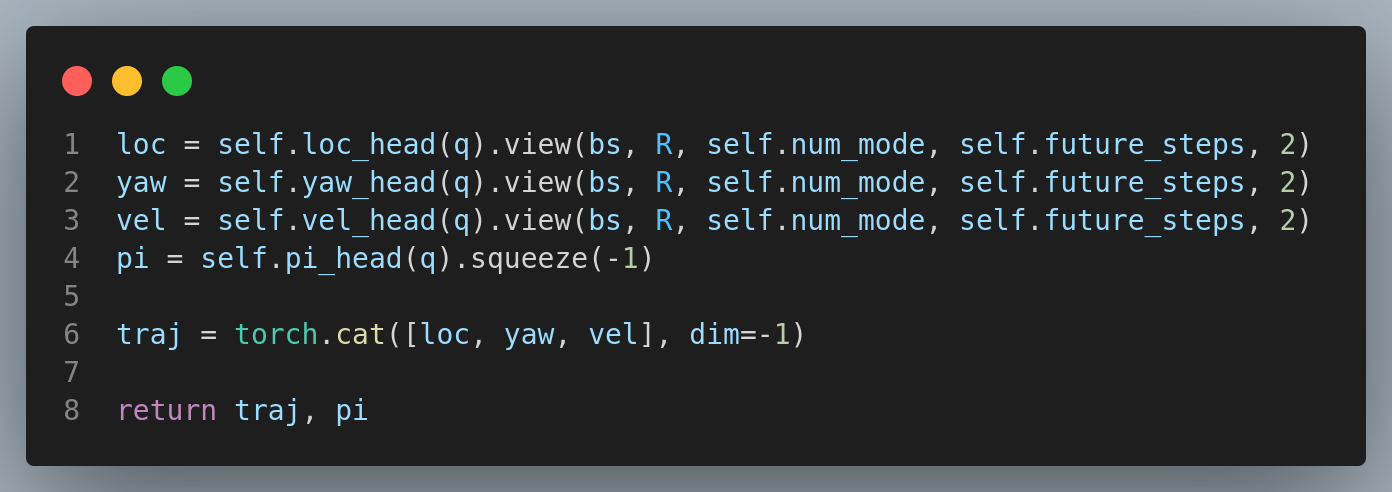 1 loc = self.loc_head(q).view(bs, R, self.num_mode, self.future_steps, 2)
2 yaw = self.yaw_head(q).view(bs, R, self.num_mode, self.future_steps, 2)
3 vel = self.vel_head(q).view(bs, R, self.num_mode, self.future_steps, 2)
4 pi = self.pi_head(q).squeeze(-1)
5
6 traj = torch.cat([loc, yaw, vel], dim=-1)
7
8 return traj, pi